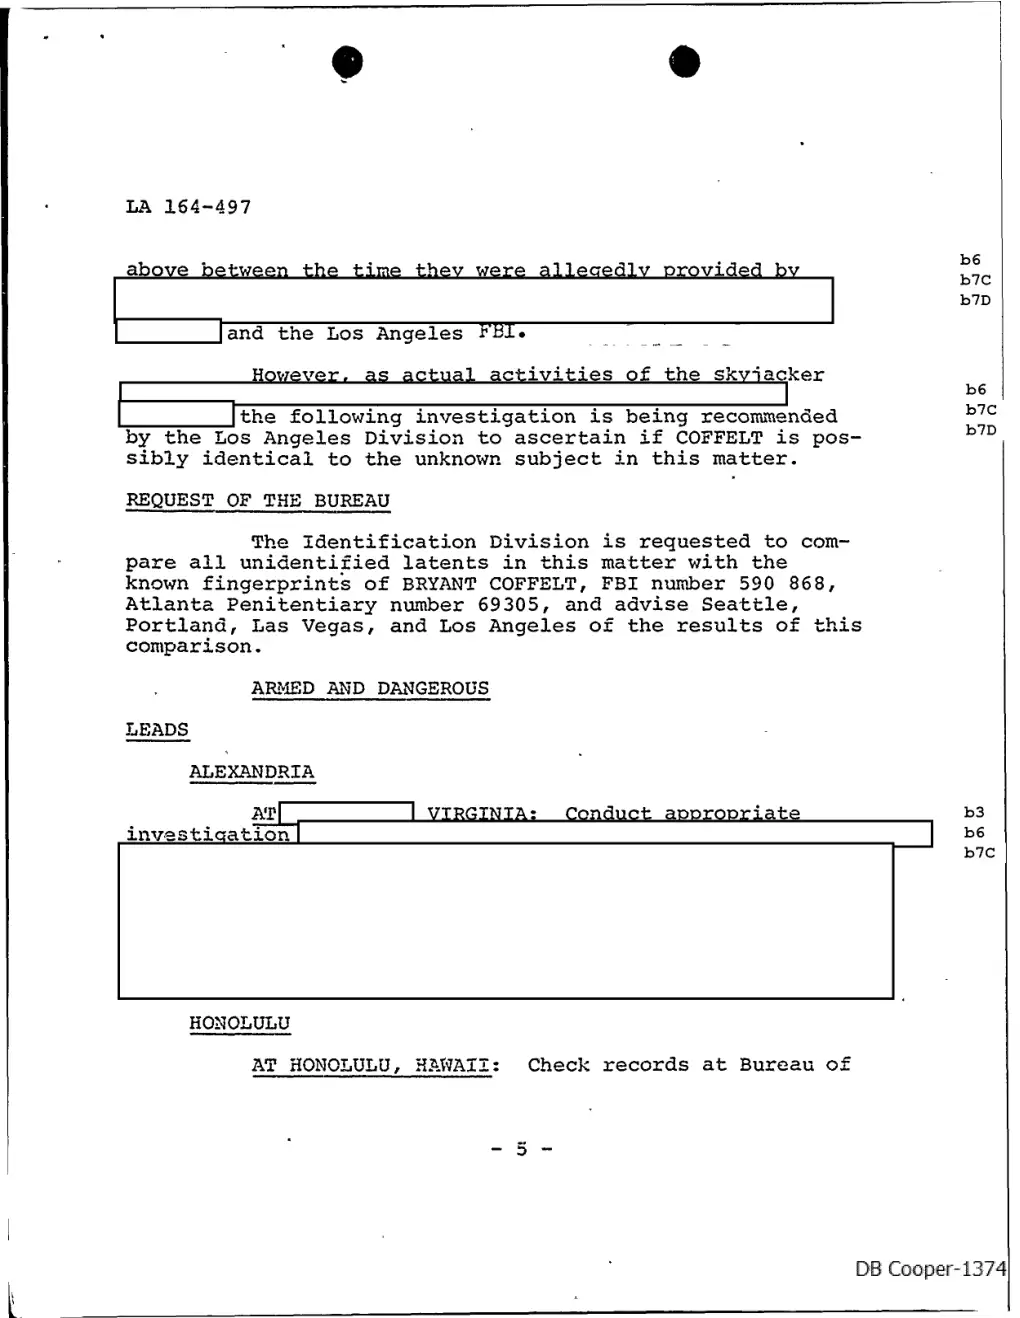 LA 164-497
above between the time they were allegedly provided by
b6
b7C
b7D
and the Los Angeles FBI.
However, as actual activities of the skyjacker
b6
b7C
b7D
the following investigation is being recommended
by the Los Angeles Division to ascertain if COFFELT is pos-
sibly identical to the unknown subject in this matter.
REQUEST OF THE BUREAU
The Identification Division is requested to com-
pare all unidentified latents in this matter with the
known fingerprints of BRYANT COFFELT, FBI number 590 868,
Atlanta Penitentiary number 69305, and advise Seattle,
Portland, Las Vegas, and Los Angeles of the results of this
comparison.
ARMED AND DANGEROUS
LEADS
ALEXANDRIA
AT VIRGINIA: Conduct appropriate
investigation
b3
b6
b7C
HONOLULU
AT HONOLULU, HAWAII: Check records at Bureau of
- 5 -
DB Cooper-1374